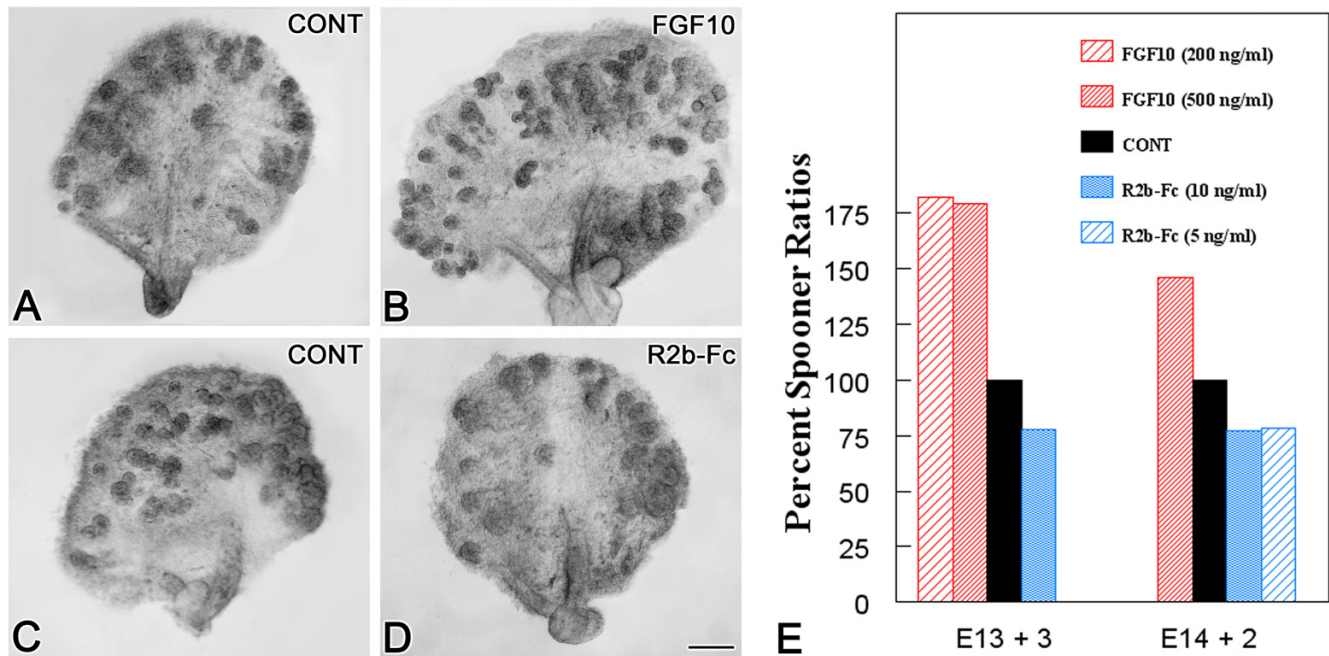 CONT
FGF10
A
B
CONT
R2b-Fc
C
D
FGF10 (200 ng/ml)
FGF10 (500 ng/ml)
CONT
R2b-Fc (10 ng/ml)
R2b-Fc (5 ng/ml)
Percent Spooner Ratios
175
150
125
100
75
50
25
0
E13 + 3
E14 + 2
E